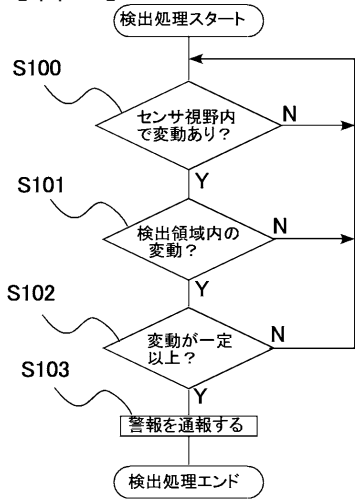 検出処理スタート
S100
センサ視野内
で変動あり?
N
Y
S101
検出領域内の
変動?
N
Y
S102
変動が一定
以上?
N
Y
S103
警報を通報する
検出処理エンド